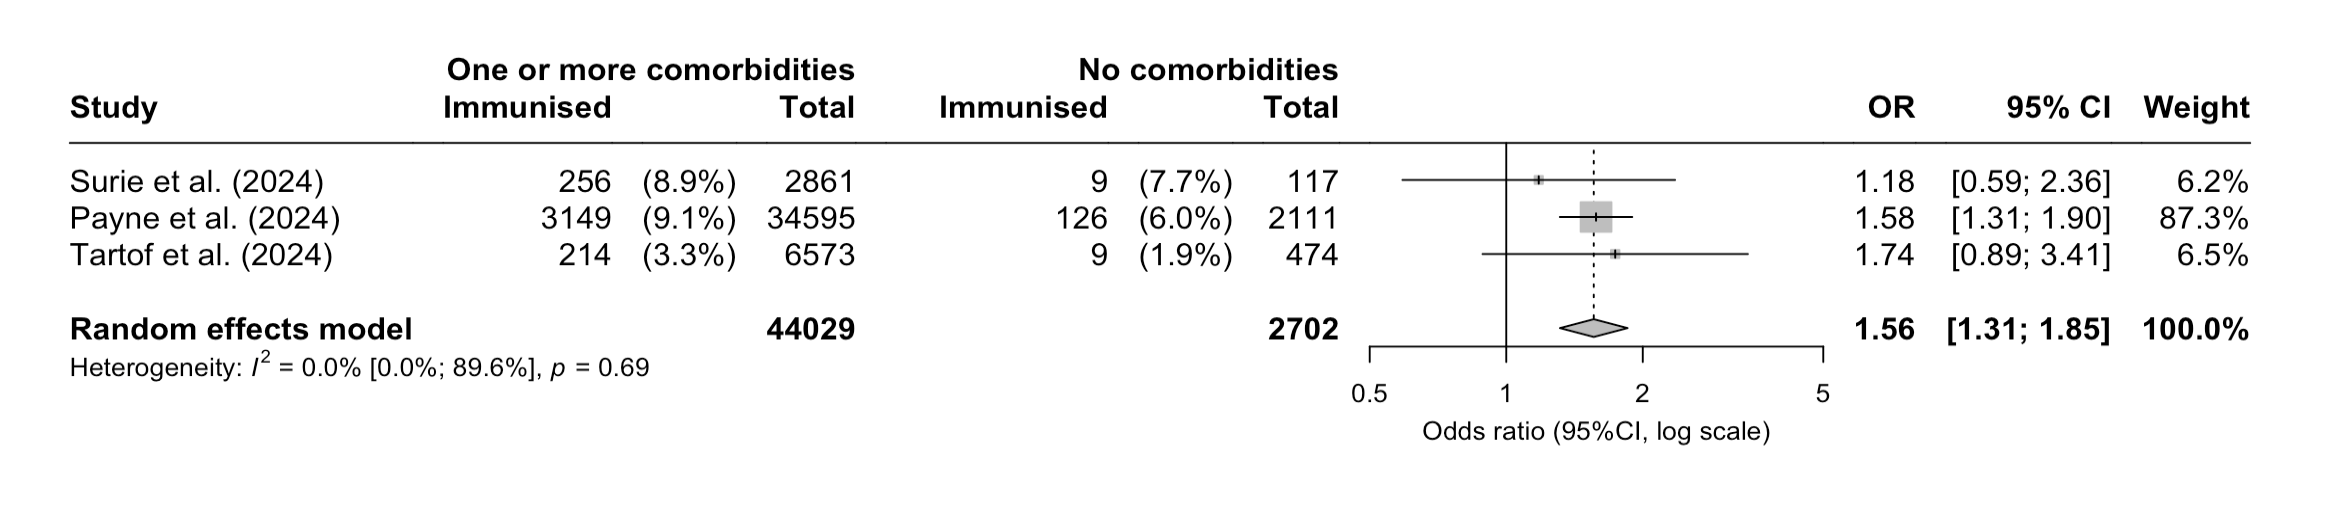 One or more comorbidities No comorbidities
Study Immunised Total Immunised Total OR 95% CI Weight
Surie et al. (2024) 256 (8.9%) 2861 9 (7.7%) 117 1.18 [0.59; 2.36] 6.2%
Payne et al. (2024) 3149 (9.1%) 34595 126 (6.0%) 2111 1.58 [1.31; 1.90] 87.3%
Tartof et al. (2024) 214 (3.3%) 6573 9 (1.9%) 474 1.74 [0.89; 3.41] 6.5%
Random effects model 44029 2702 1.56 [1.31; 1.85] 100.0%
Heterogeneity: I² = 0.0% [0.0%; 89.6%], p = 0.69
0.5 1 2 5
Odds ratio (95%CI, log scale)